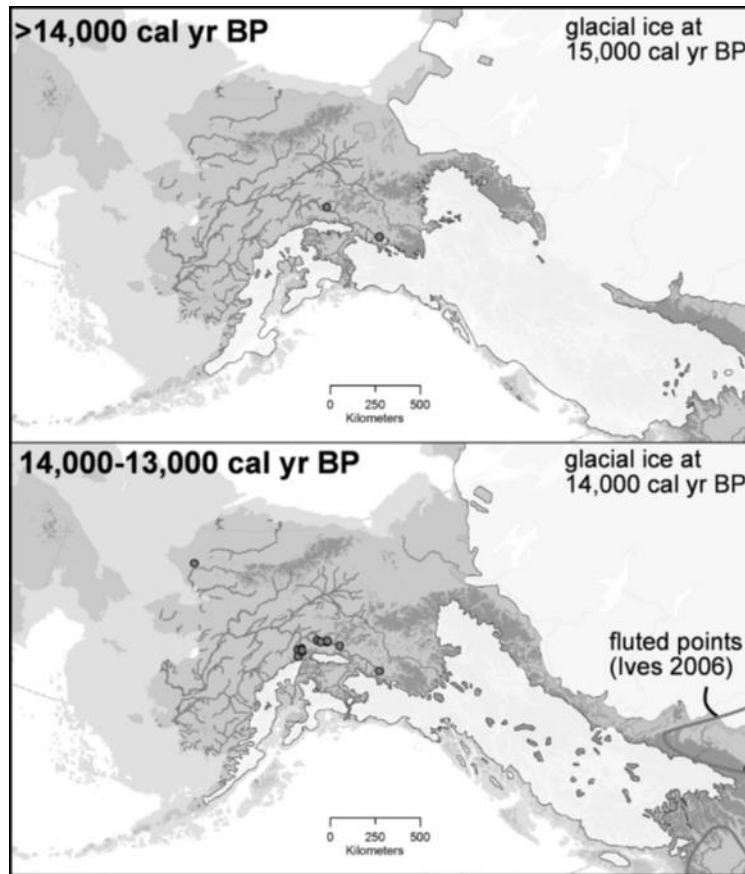 >14,000 cal yr BP
glacial ice at
15,000 cal yr BP
0 250 500
Kilometers
14,000-13,000 cal yr BP
glacial ice at
14,000 cal yr BP
fluted points
(Ives 2006)
0 250 500
Kilometers